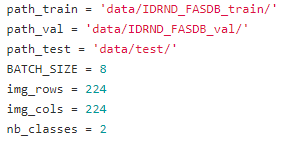 path_train = 'data/IDRND_FASDB_train/'
path_val = 'data/IDRND_FASDB_val/'
path_test = 'data/test/'
BATCH_SIZE = 8
img_rows = 224
img_cols = 224
nb_classes = 2